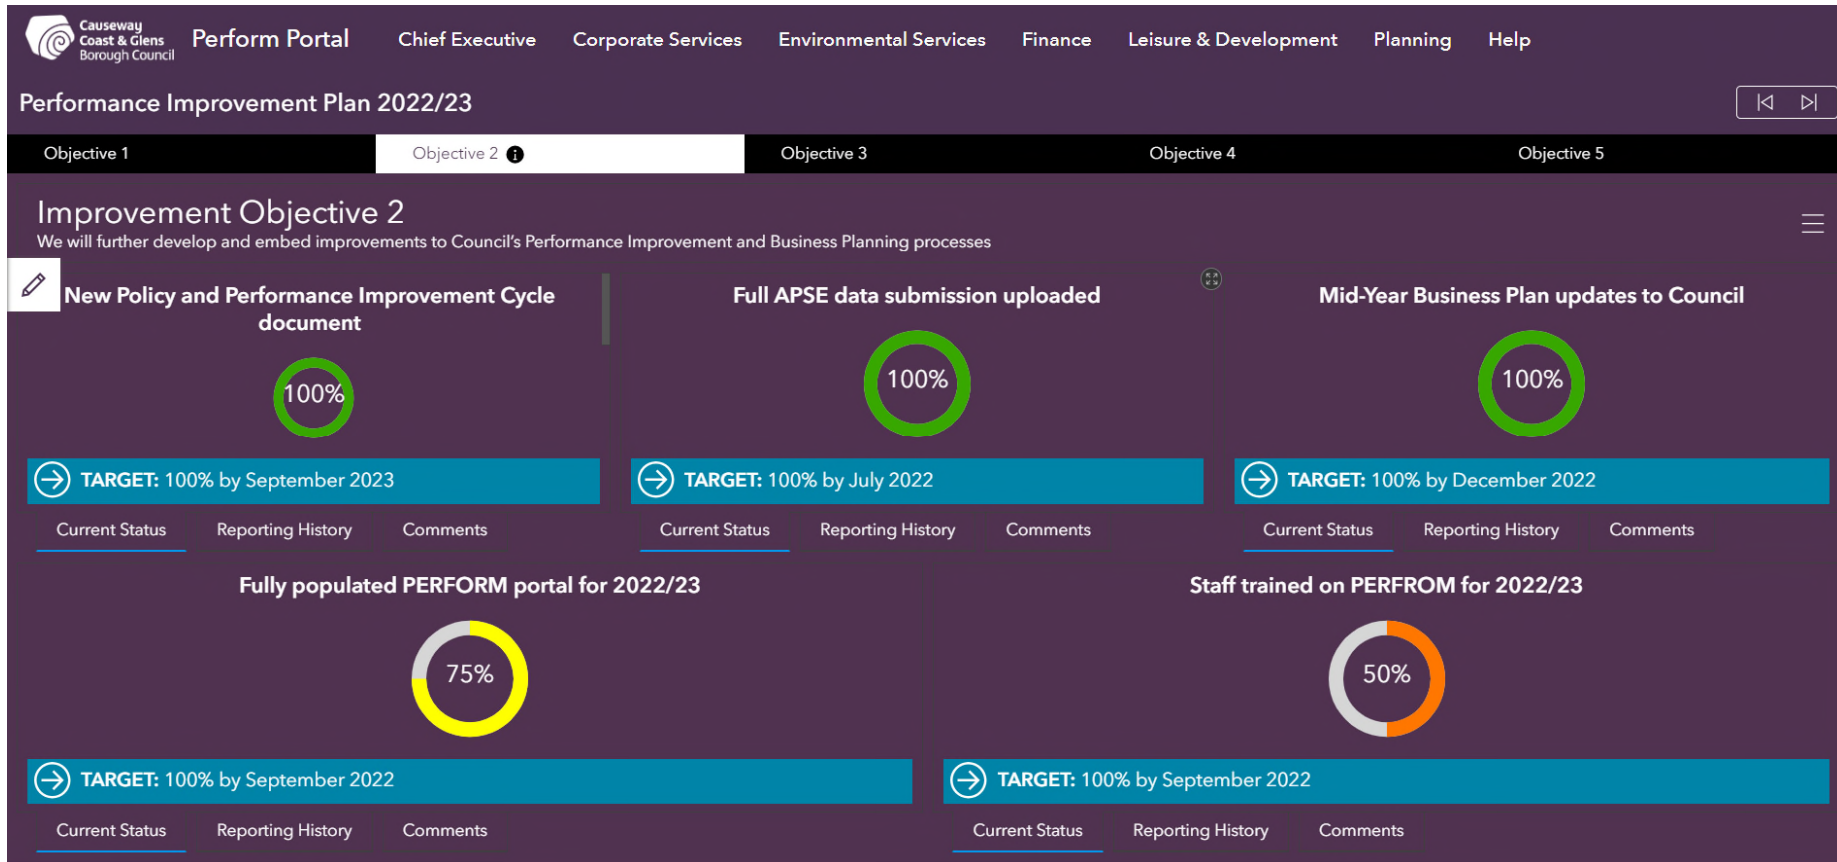 Causeway
Coast & Glens
Borough Council
Perform Portal
Chief Executive
Corporate Services
Environmental Services
Finance
Leisure & Development
Planning
Help
Performance Improvement Plan 2022/23
Objective 1
Objective 2
Objective 3
Objective 4
Objective 5
Improvement Objective 2
We will further develop and embed improvements to Council's Performance Improvement and Business Planning processes
New Policy and Performance Improvement Cycle
document
100%
TARGET: 100% by September 2023
Current Status
Reporting History
Comments
Full APSE data submission uploaded
100%
TARGET: 100% by July 2022
Current Status
Reporting History
Comments
Mid-Year Business Plan updates to Council
100%
TARGET: 100% by December 2022
Current Status
Reporting History
Comments
Fully populated PERFORM portal for 2022/23
75%
TARGET: 100% by September 2022
Current Status
Reporting History
Comments
Staff trained on PERFROM for 2022/23
50%
TARGET: 100% by September 2022
Current Status
Reporting History
Comments